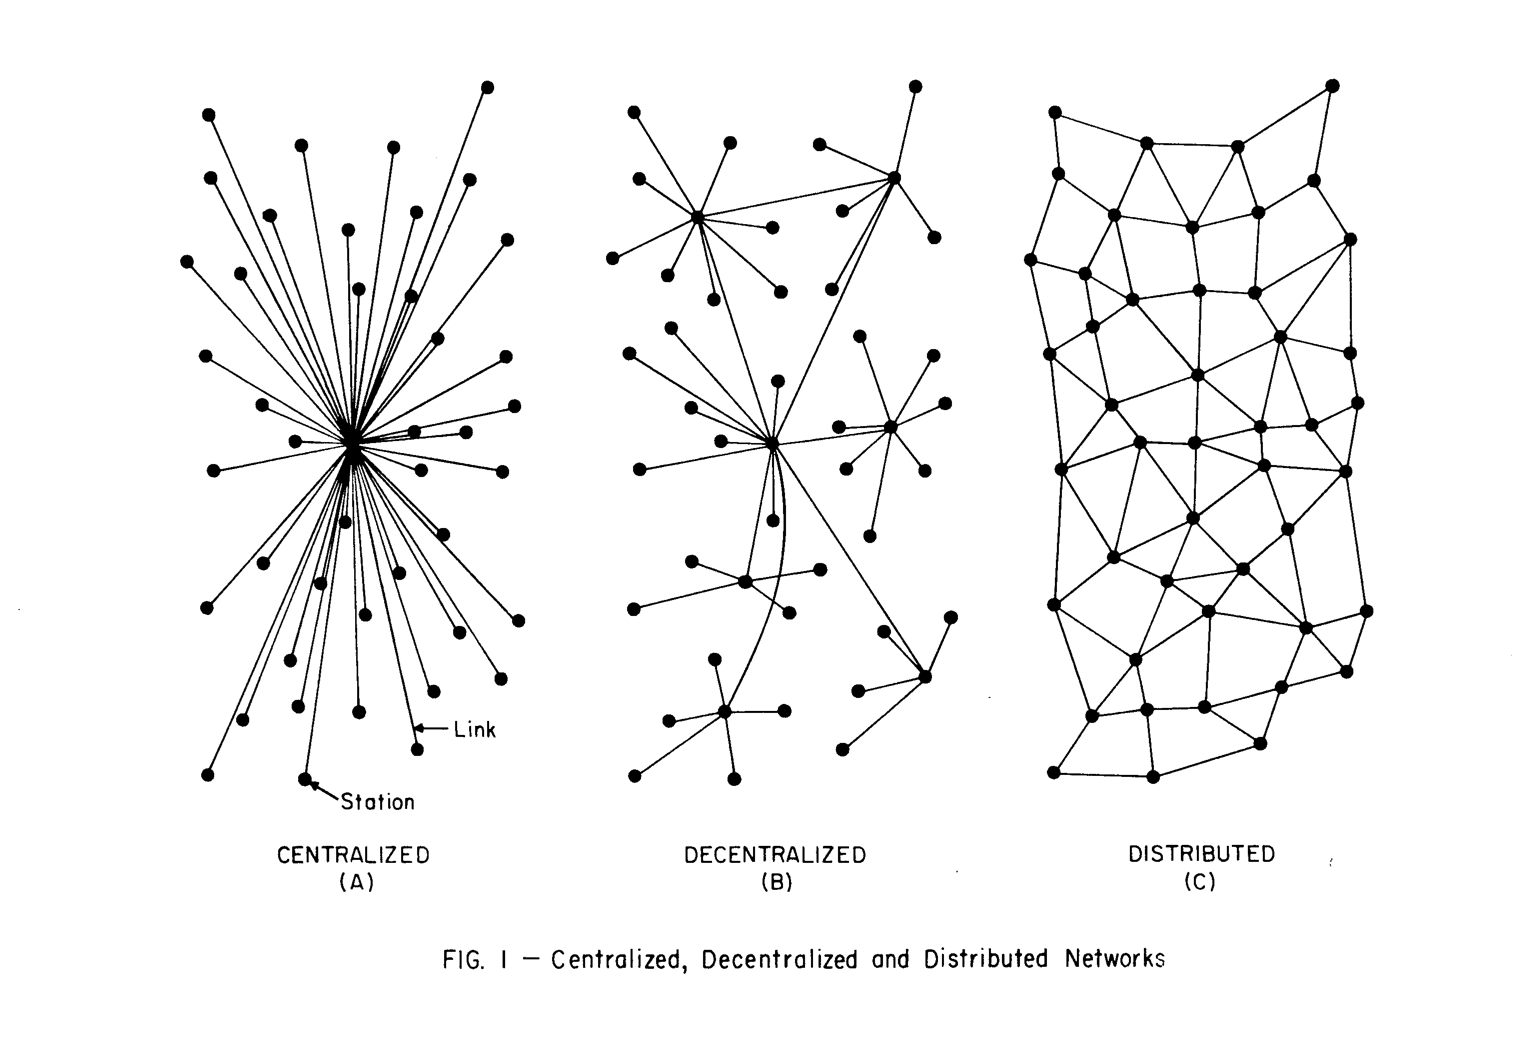 Link
Station
CENTRALIZED
(A)
DECENTRALIZED
(B)
DISTRIBUTED
(C)
FIG. I — Centralized, Decentralized and Distributed Networks